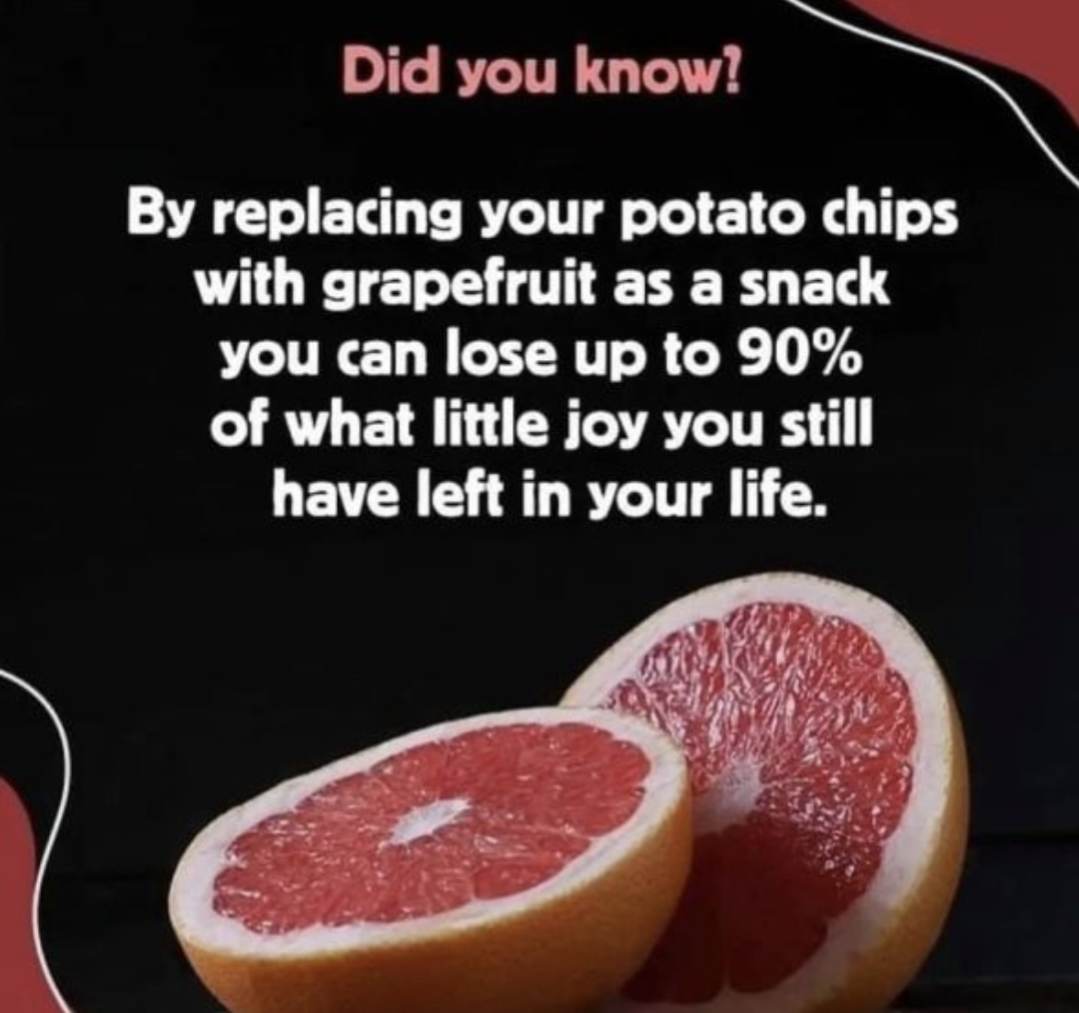 Did you know?
By replacing your potato chips
with grapefruit as a snack
you can lose up to 90%
of what little joy you still
have left in your life.